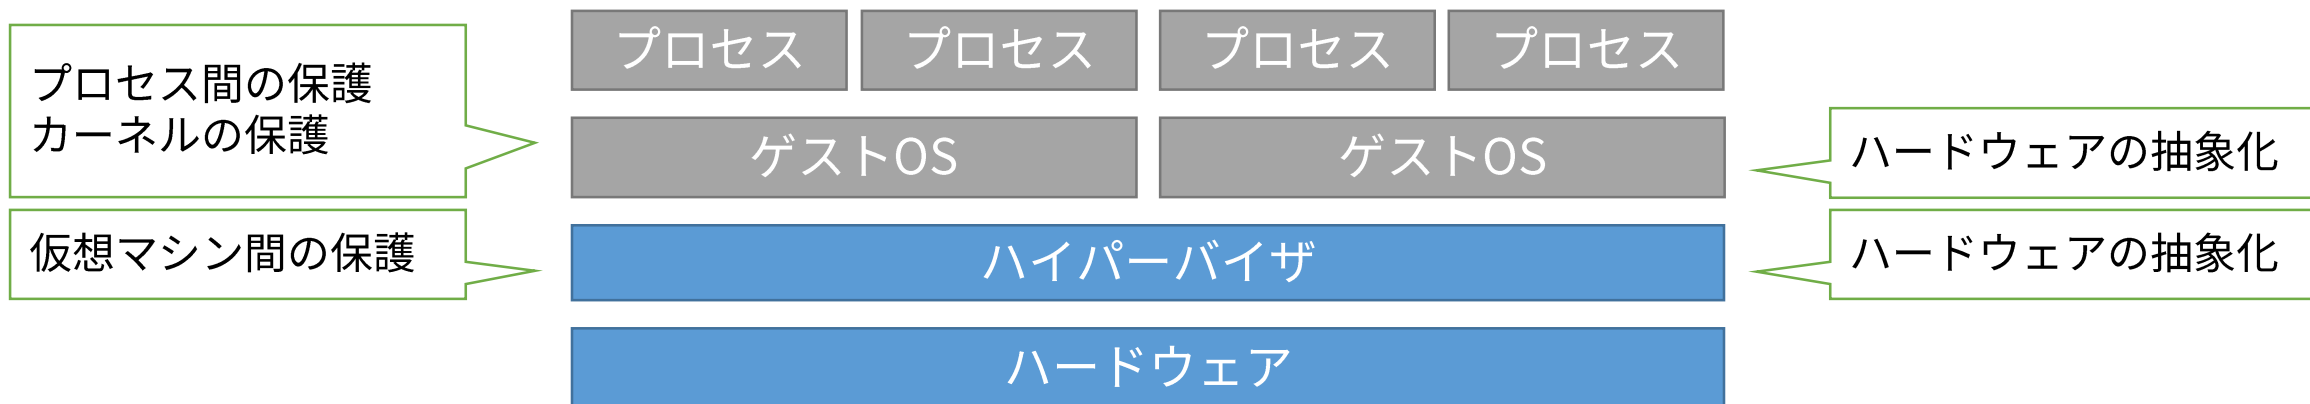 プロセス
プロセス
プロセス
プロセス
プロセス間の保護
カーネルの保護
ゲストOS
ゲストOS
ハードウェアの抽象化
仮想マシン間の保護
ハイパーバイザ
ハードウェアの抽象化
ハードウェア